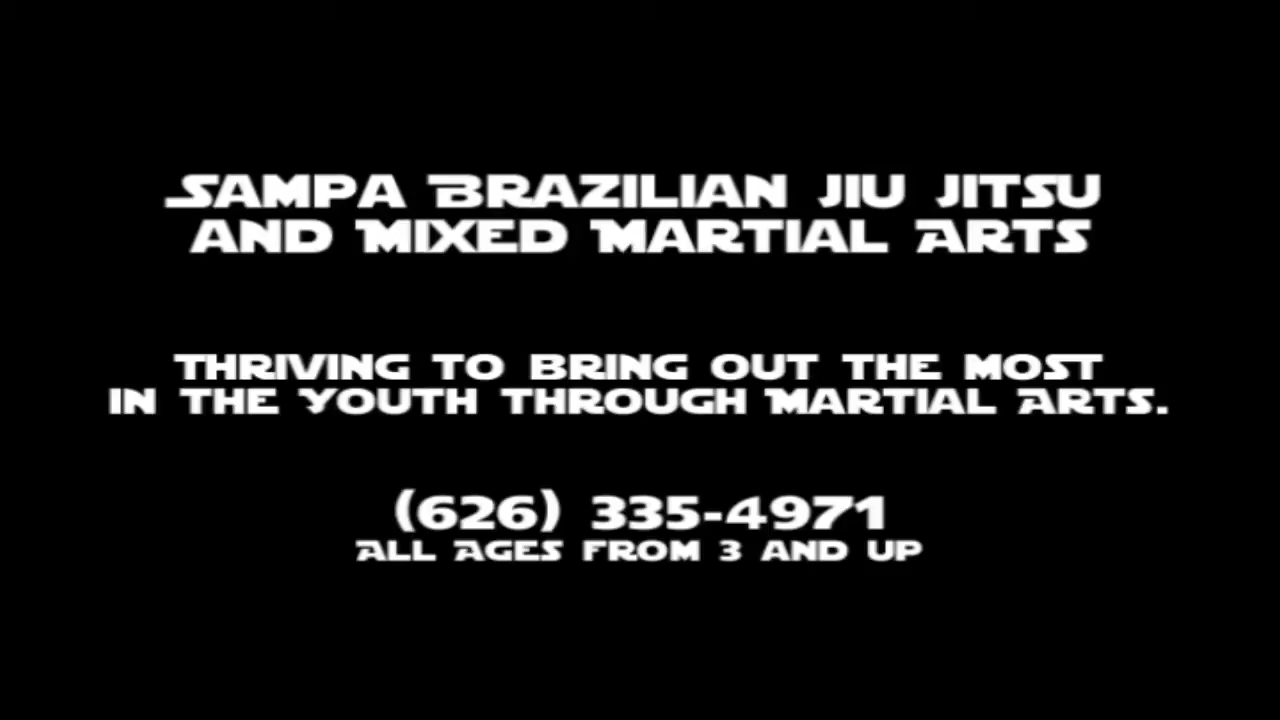 Sampa Brazilian Jiu Jitsu
and Mixed Martial Arts
Thriving to bring out the most
in the Youth through Martial Arts.
(626) 335-4971
All Ages from 3 and up